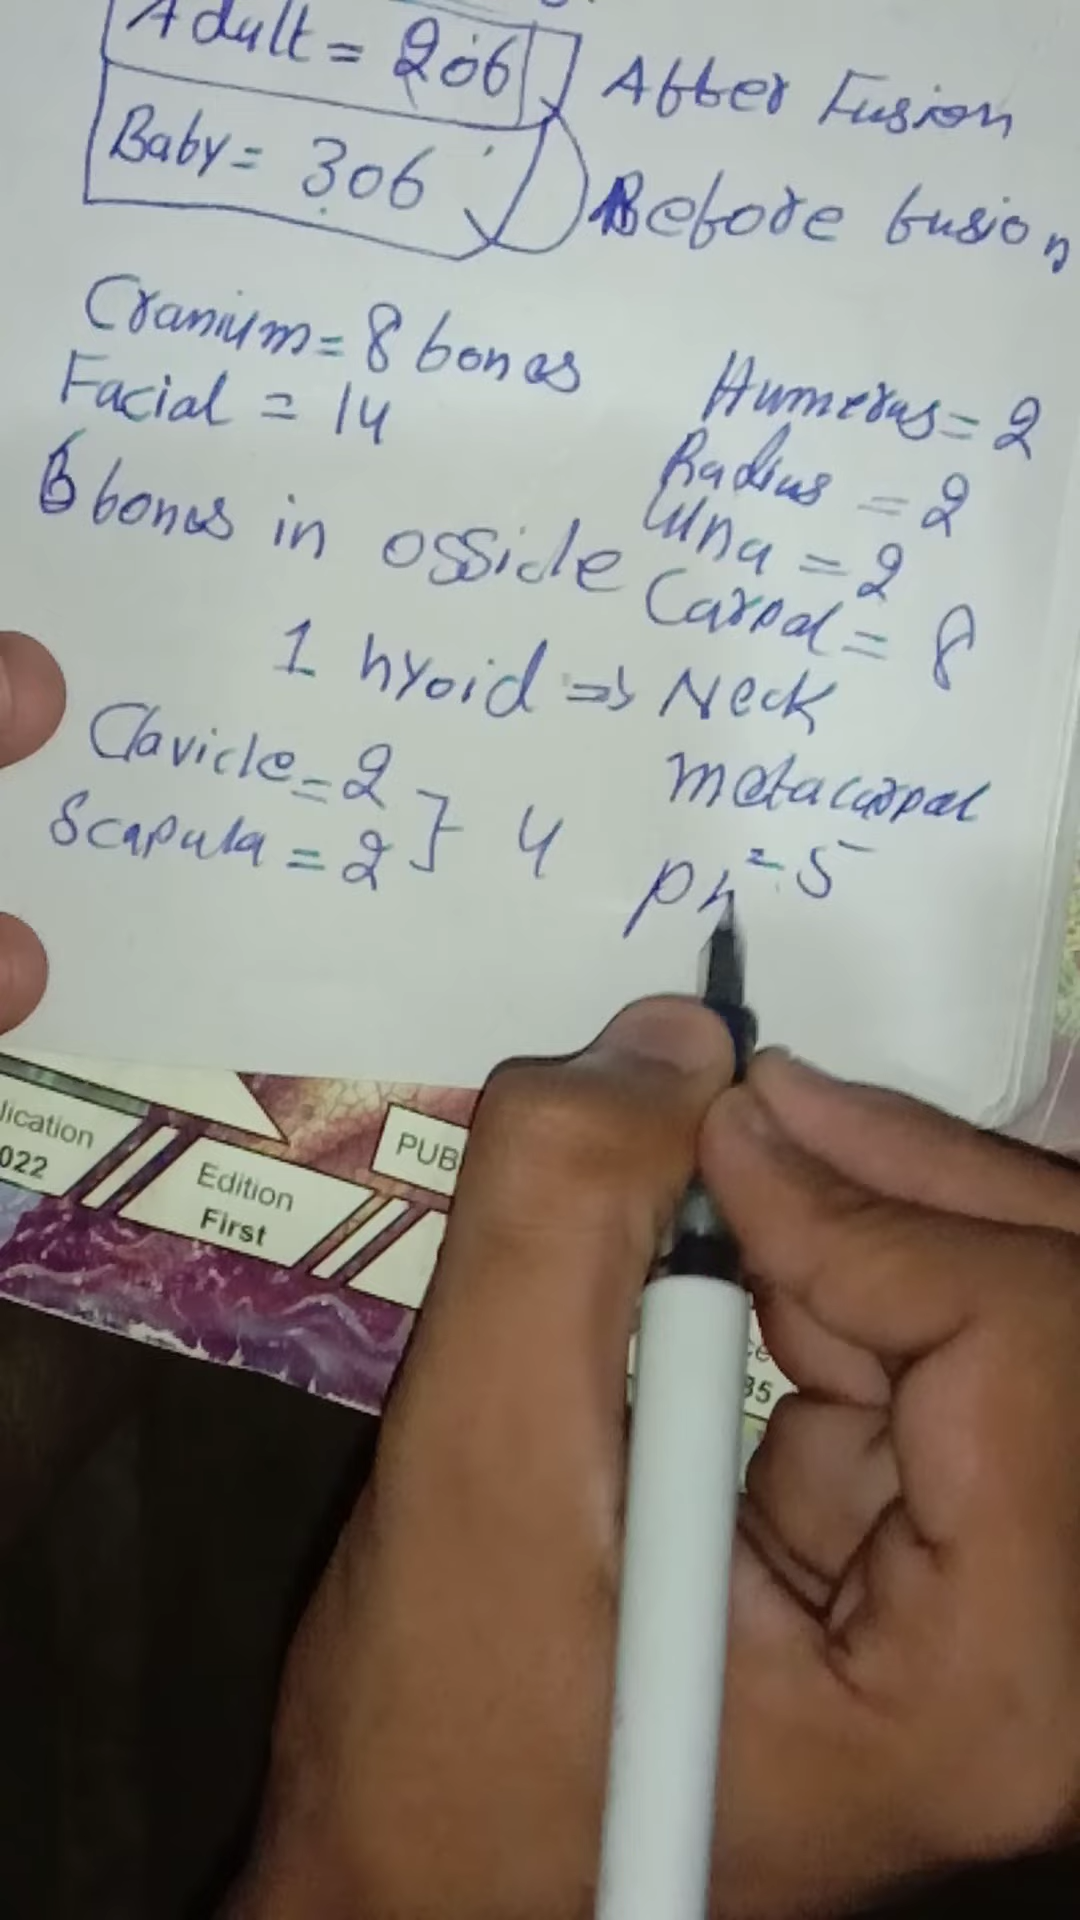 Adult = 206
After Fusion
Baby = 306
Before fusion
Cranium = 8 bones
Facial = 14
6 bones in ossicle
1 hyoid => Neck
Clavicle = 2
Scapula = 2 } 4
Humerus = 2
Radius = 2
Ulna = 2
Carpal = 8
Metacarpal
= 5
Ph
lication
022
Edition
First
PUB
35